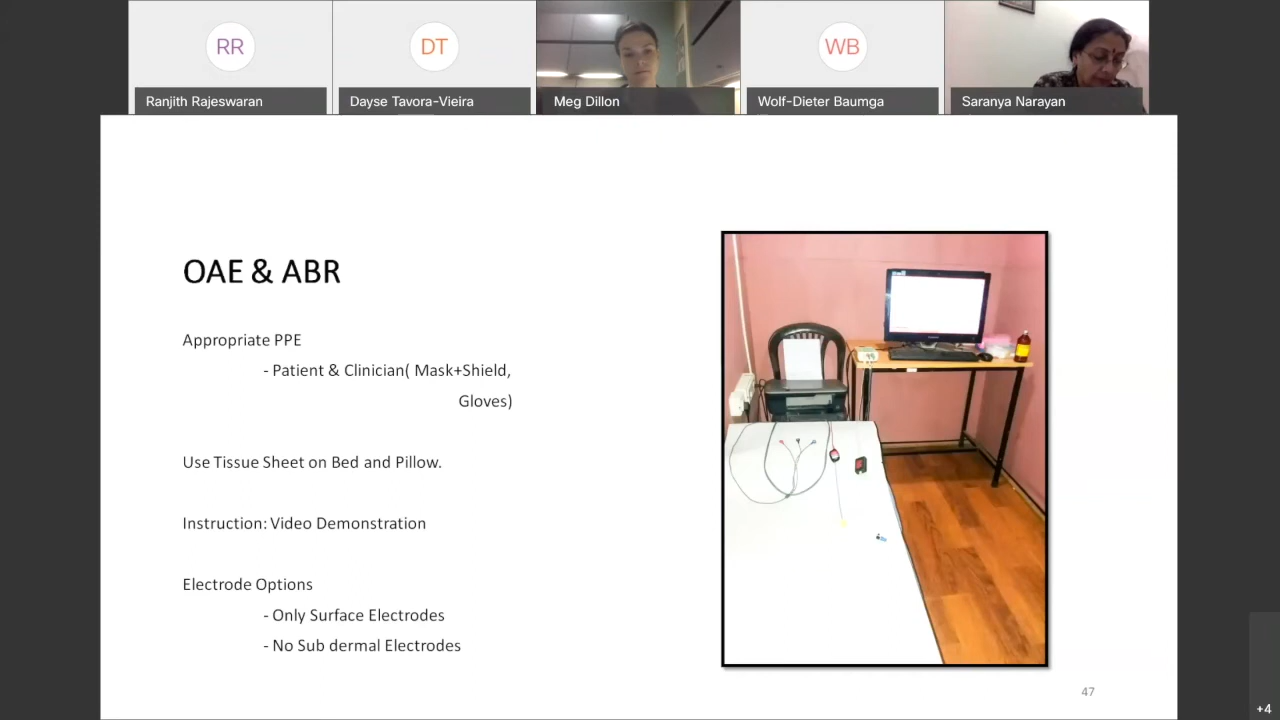 RR
DT
WB
Ranjith Rajeswaran
Dayse Tavora-Vieira
Meg Dillon
Wolf-Dieter Baumga
Saranya Narayan
OAE & ABR
Appropriate PPE
- Patient & Clinician( Mask+Shield,
Gloves)
Use Tissue Sheet on Bed and Pillow.
Instruction: Video Demonstration
Electrode Options
- Only Surface Electrodes
- No Sub dermal Electrodes
47
+4